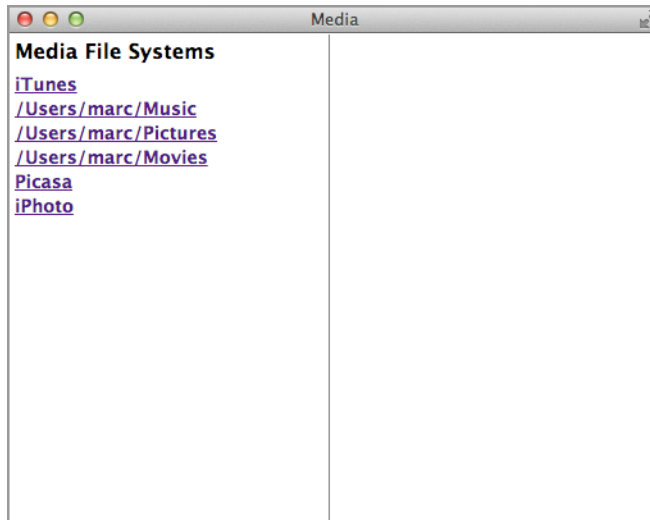 Media
Media File Systems
iTunes
/Users/marc/Music
/Users/marc/Pictures
/Users/marc/Movies
Picasa
iPhoto